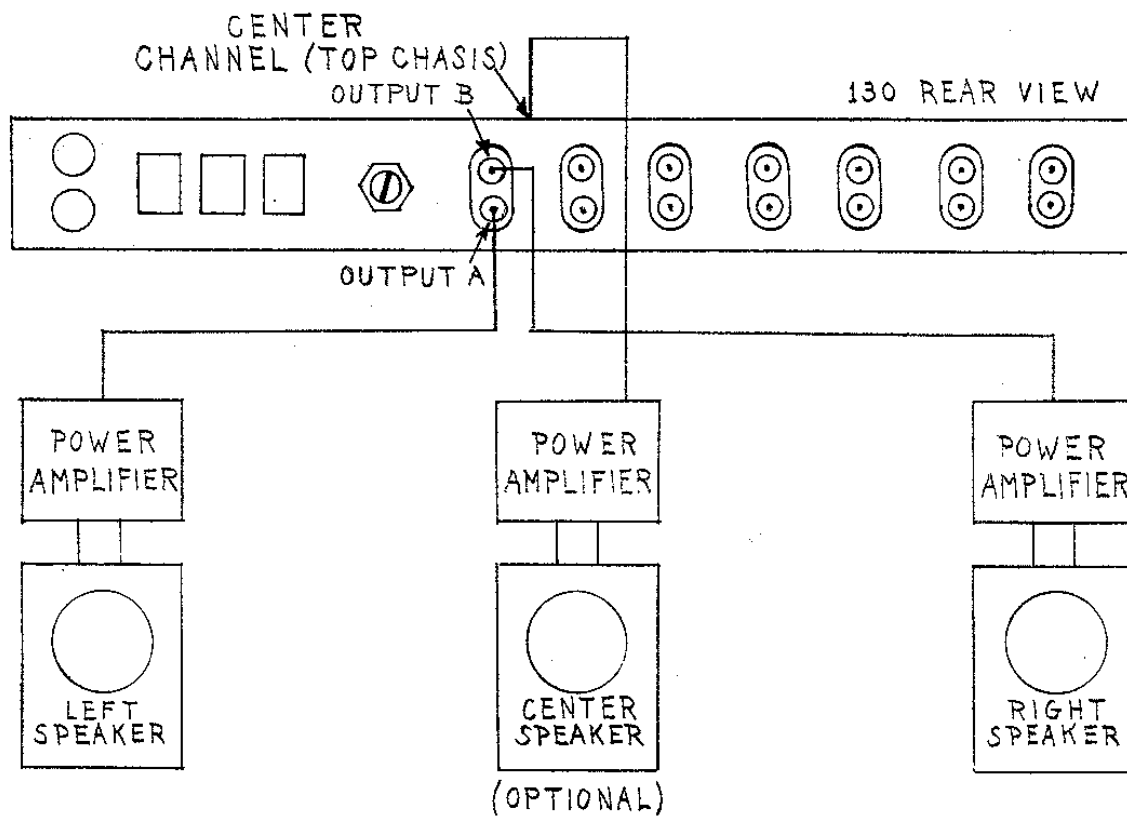 CENTER
CHANNEL (TOP CHASIS)
OUTPUT B
130 REAR VIEW
OUTPUT A
POWER
AMPLIFIER
POWER
AMPLIFIER
POWER
AMPLIFIER
LEFT
SPEAKER
CENTER
SPEAKER
RIGHT
SPEAKER
(OPTIONAL)